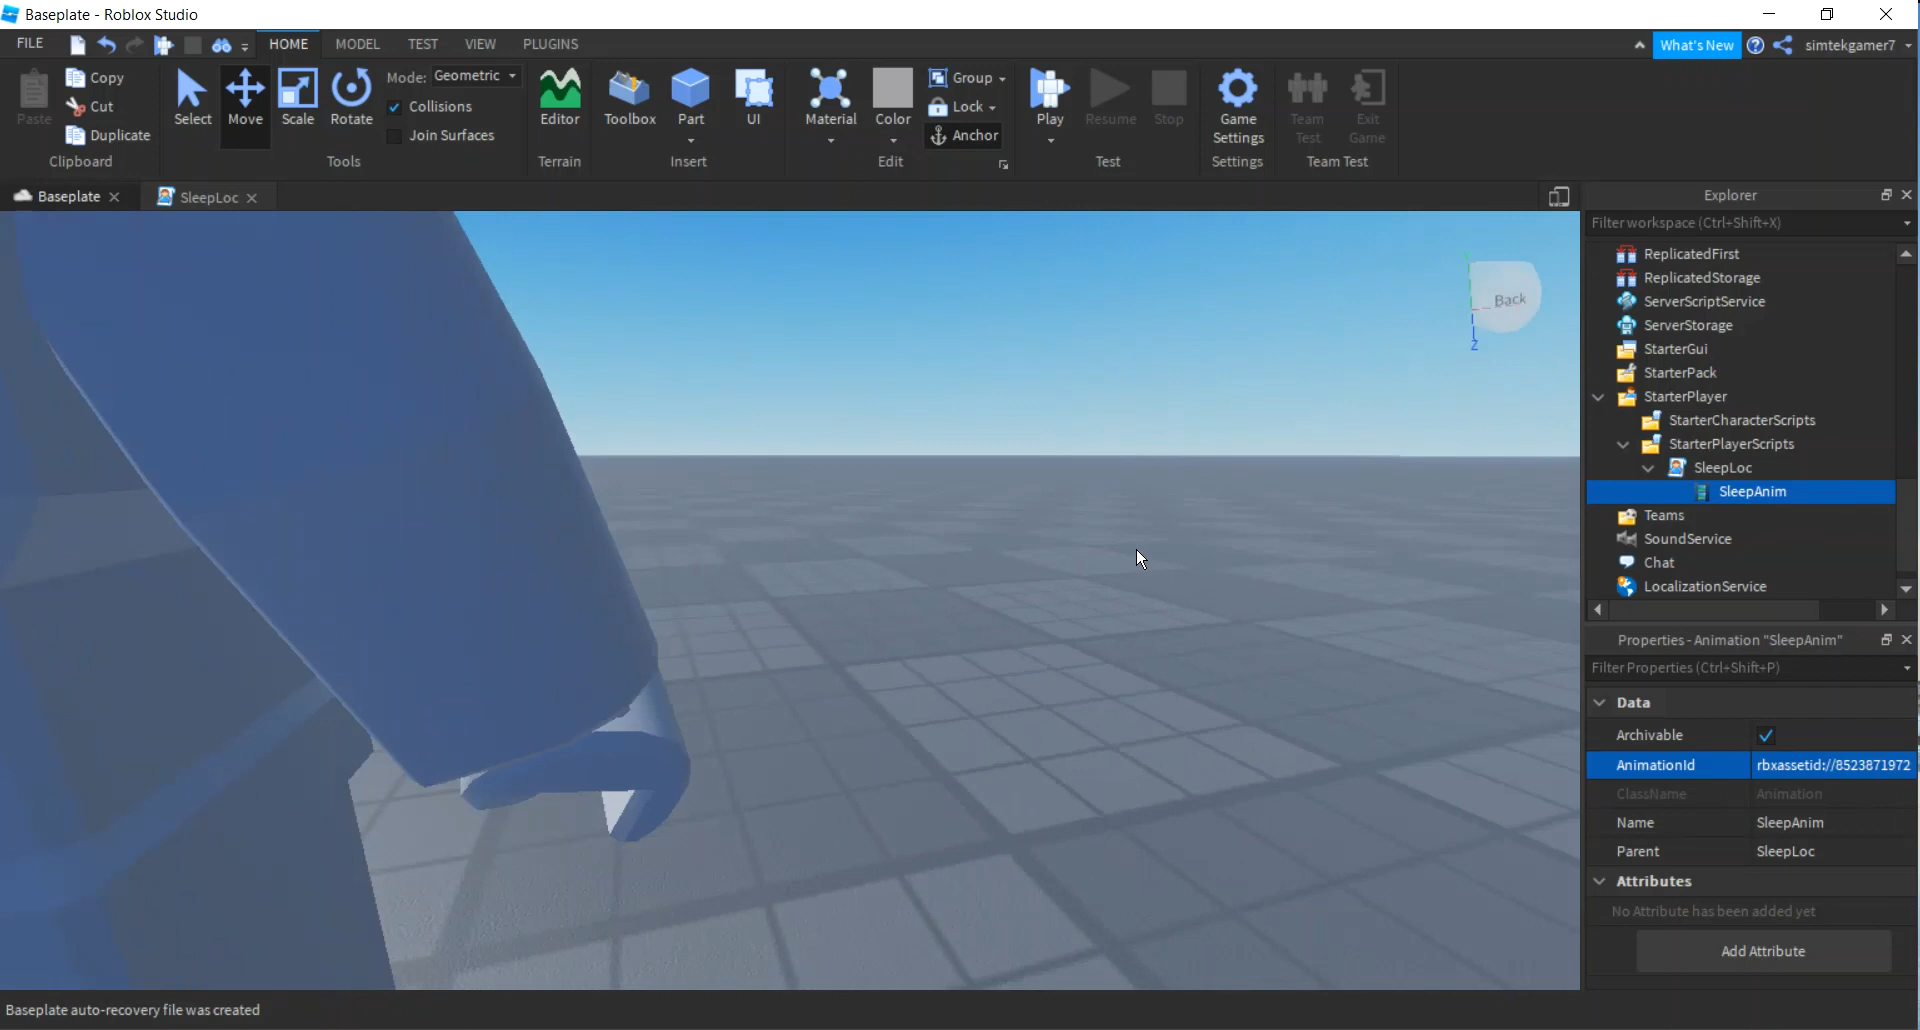 Baseplate - Roblox Studio
FILE
HOME
MODEL
TEST
VIEW
PLUGINS
What's New
simtekgamer7
Paste
Copy
Cut
Duplicate
Clipboard
Select
Move
Scale
Rotate
Mode: Geometric
Collisions
Join Surfaces
Tools
Editor
Terrain
Toolbox
Part
UI
Insert
Material
Color
Group
Lock
Anchor
Edit
Play
Resume
Stop
Test
Game
Settings
Settings
Team
Test
Exit
Game
Team Test
Baseplate
SleepLoc
Back
Z
Explorer
Filter workspace (Ctrl+Shift+X)
ReplicatedFirst
ReplicatedStorage
ServerScriptService
ServerStorage
StarterGui
StarterPack
StarterPlayer
StarterCharacterScripts
StarterPlayerScripts
SleepLoc
SleepAnim
Teams
SoundService
Chat
LocalizationService
Properties - Animation "SleepAnim"
Filter Properties (Ctrl+Shift+P)
Data
Archivable
AnimationId rbxassetid://8523871972
ClassName Animation
Name SleepAnim
Parent SleepLoc
Attributes
No Attribute has been added yet
Add Attribute
Baseplate auto-recovery file was created